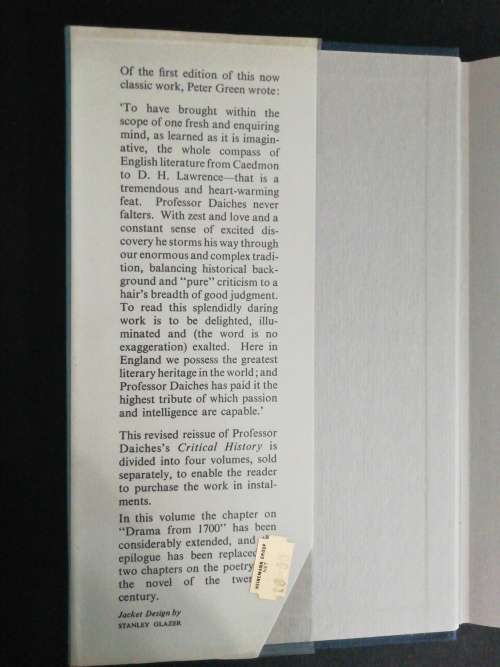 Of the first edition of this now
classic work, Peter Green wrote:
'To have brought within the
scope of one fresh and enquiring
mind, as learned as it is imagin-
ative, the whole compass of
English literature from Caedmon
to D. H. Lawrence—that is a
tremendous and heart-warming
feat. Professor Daiches never
falters. With zest and love and a
constant sense of excited dis-
covery he storms his way through
our enormous and complex tradi-
tion, balancing historical back-
ground and "pure" criticism to a
hair's breadth of good judgment.
To read this splendidly daring
work is to be delighted, illu-
minated and (the word is no
exaggeration) exalted. Here in
England we possess the greatest
literary heritage in the world; and
Professor Daiches has paid it the
highest tribute of which passion
and intelligence are capable.'
This revised reissue of Professor
Daiches's Critical History is
divided into four volumes, sold
separately, to enable the reader
to purchase the work in instal-
ments.
In this volume the chapter on
"Drama from 1700" has been
considerably extended, and
epilogue has been replaced
two chapters on the poetry
the novel of the twen
century.
Jacket Design by
STANLEY GLAZER
HEINEMANN GROUP
NET